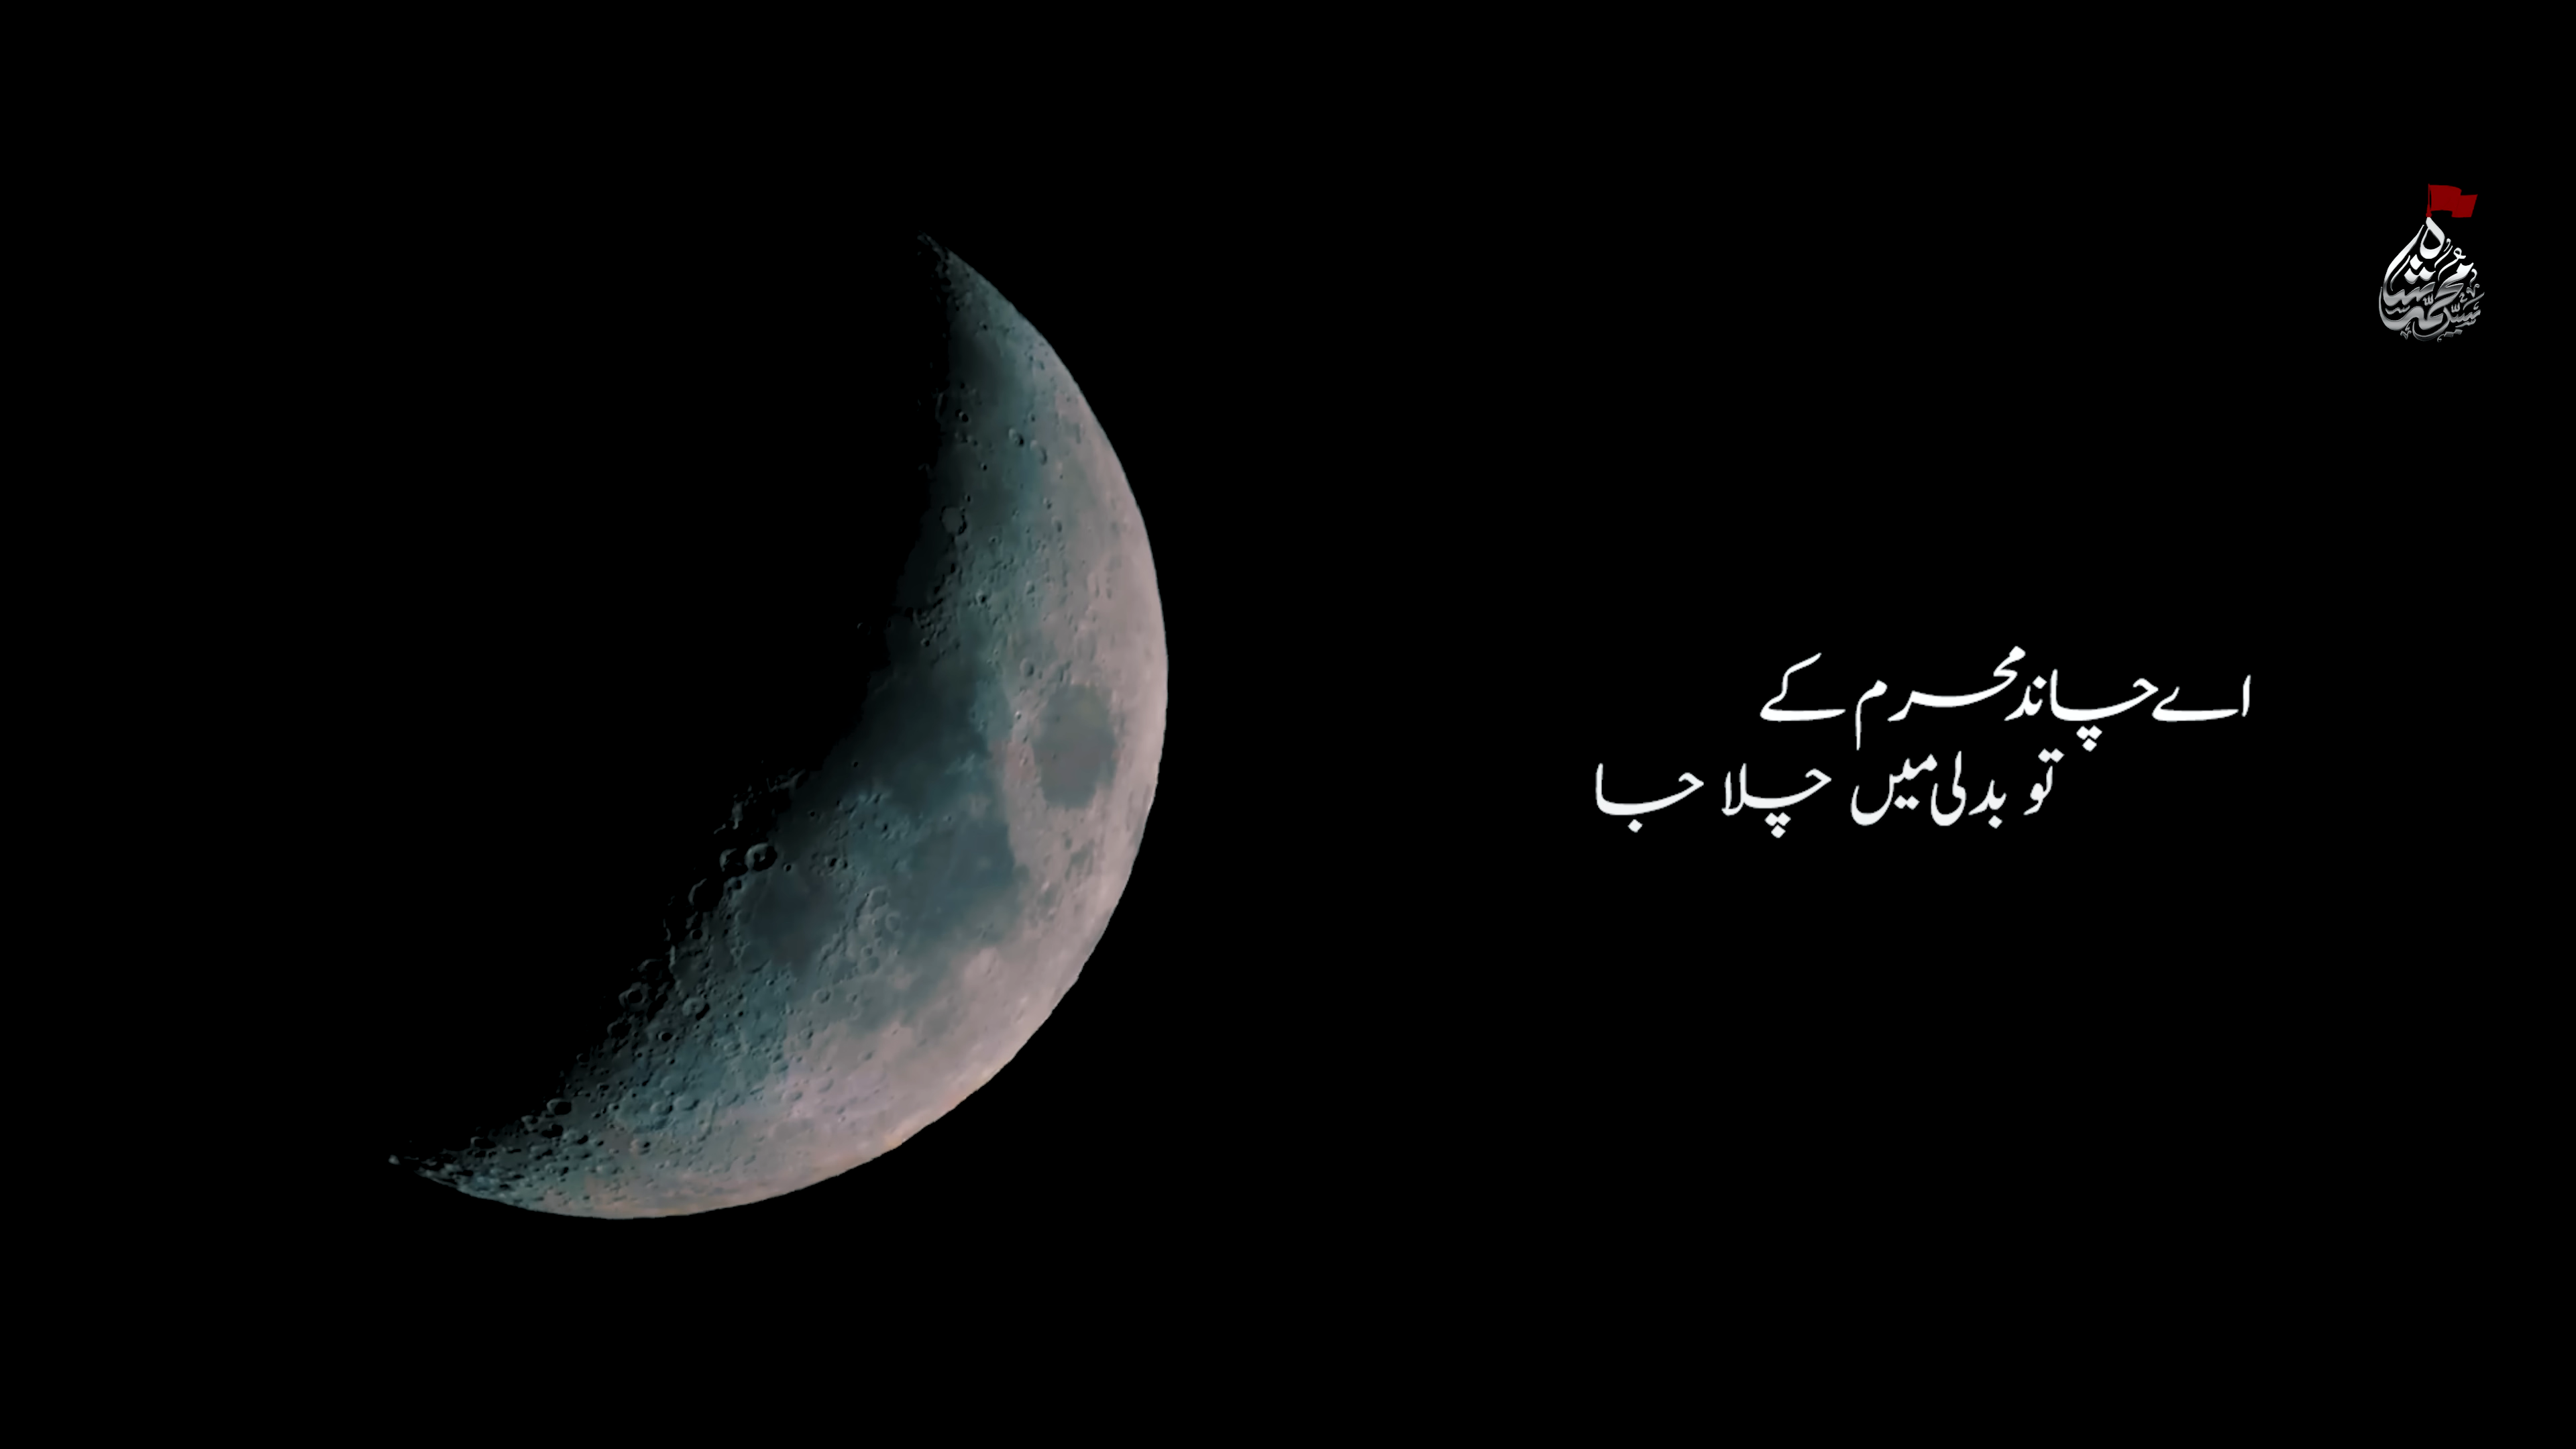 اے چاند محرم کے
تو بدلی میں چلا جا